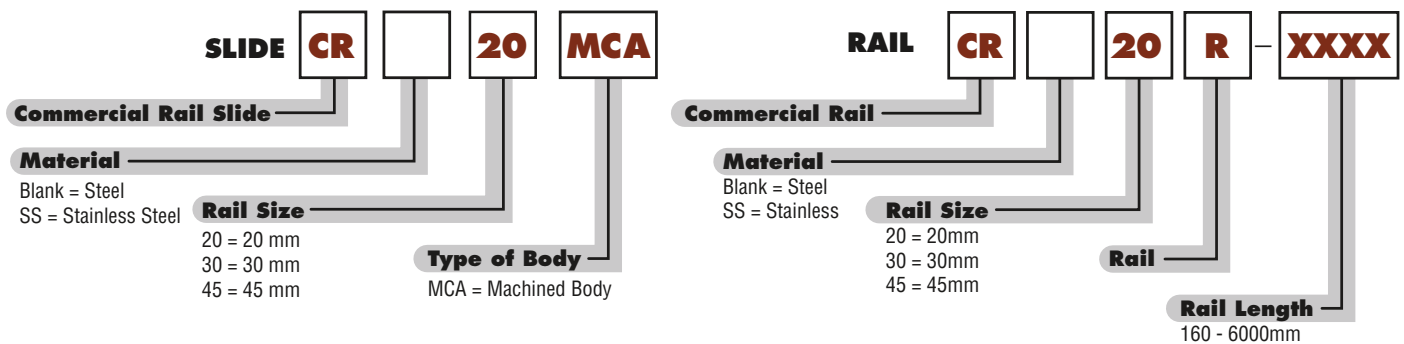 SLIDE CR 20 MCA
Commercial Rail Slide
Material
Blank = Steel
SS = Stainless Steel
Rail Size
20 = 20 mm
30 = 30 mm
45 = 45 mm
Type of Body
MCA = Machined Body
RAIL CR 20 R – XXXX
Commercial Rail
Material
Blank = Steel
SS = Stainless
Rail Size
20 = 20mm
30 = 30mm
45 = 45mm
Rail
Rail Length
160 - 6000mm